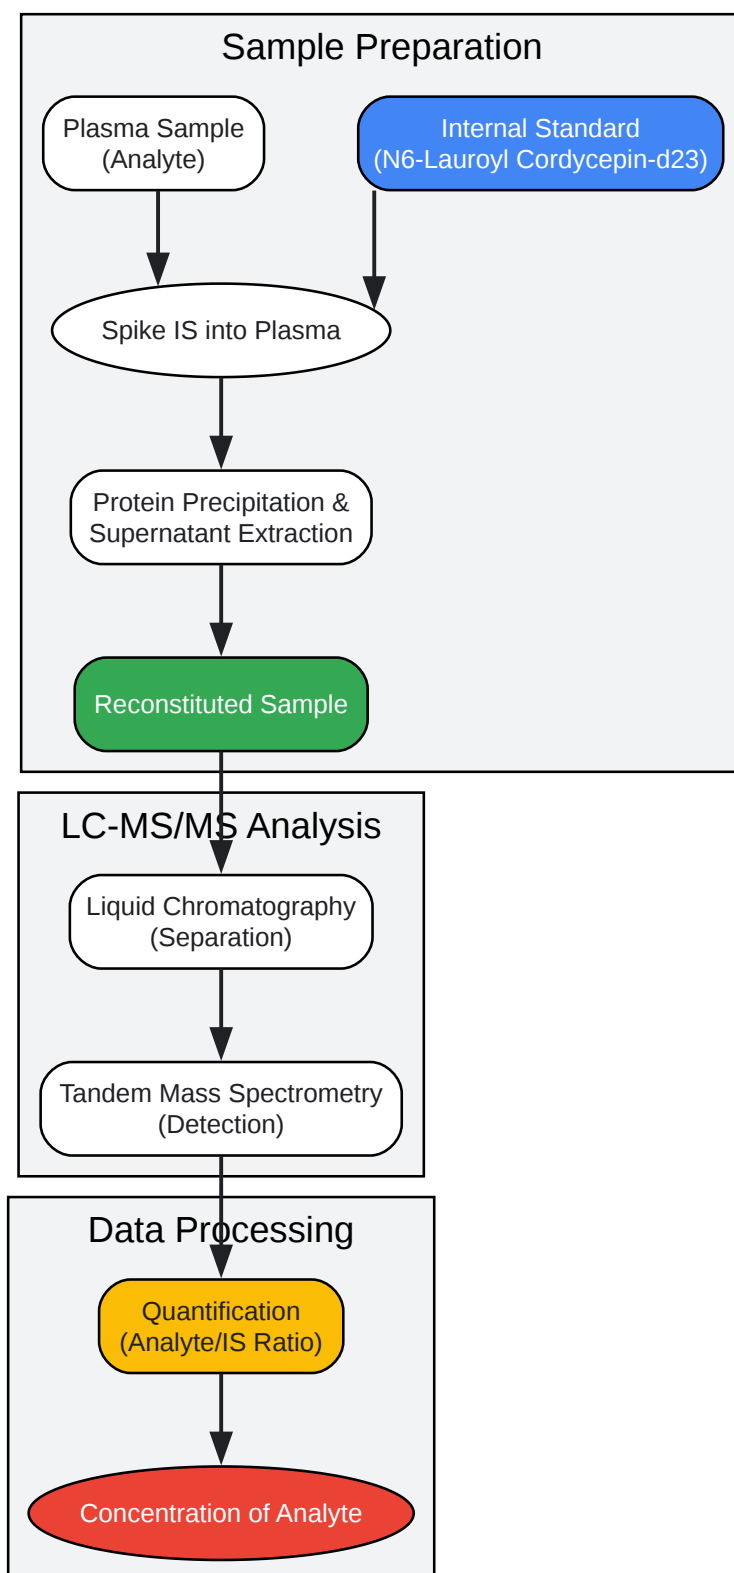 Sample Preparation
Plasma Sample
(Analyte)
Internal Standard
(N6-Lauroyl Cordycepin-d23)
Spike IS into Plasma
Protein Precipitation &
Supernatant Extraction
Reconstituted Sample
LC-MS/MS Analysis
Liquid Chromatography
(Separation)
Tandem Mass Spectrometry
(Detection)
Data Processing
Quantification
(Analyte/IS Ratio)
Concentration of Analyte